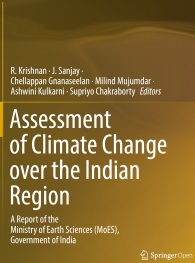 R. Krishnan · J. Sanjay ·
Chellappan Gnanaseelan · Milind Mujumdar ·
Ashwini Kulkarni · Supriyo Chakraborty Editors
Assessment
of Climate Change
over the Indian
Region
A Report of the
Ministry of Earth Sciences (MoES),
Government of India
Springer Open